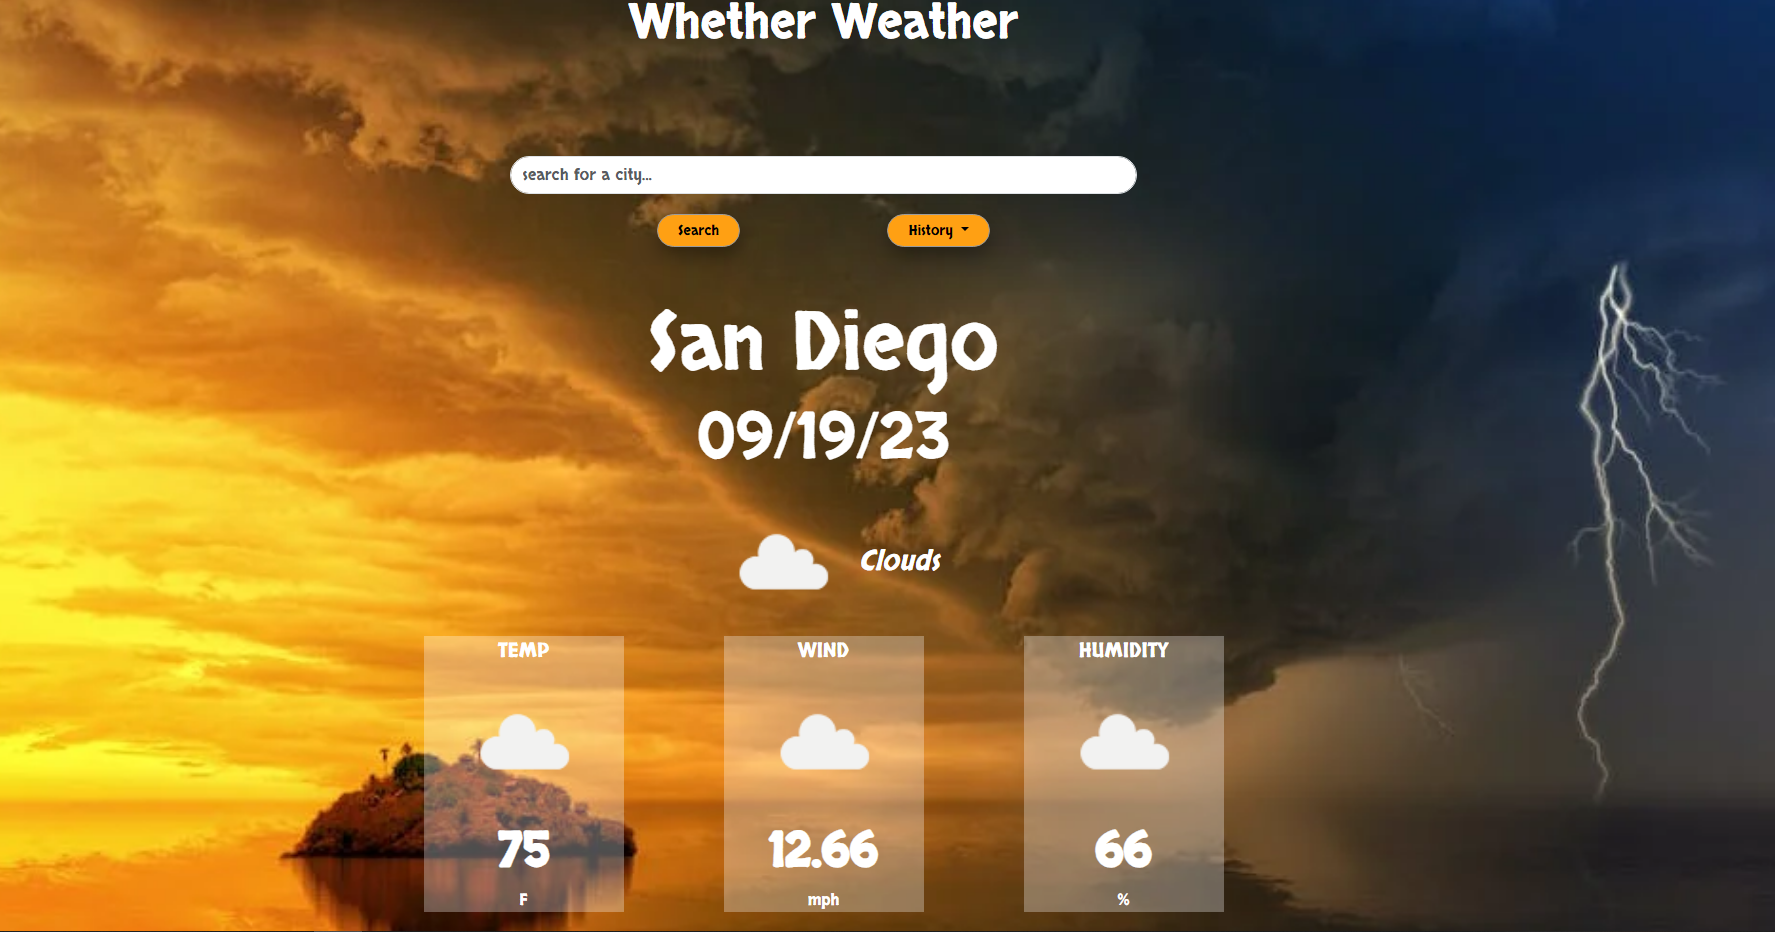 Whether Weather
search for a city...
Search
History
San Diego
09/19/23
Clouds
TEMP
WIND
HUMIDITY
75
12.66
66
F
mph
%